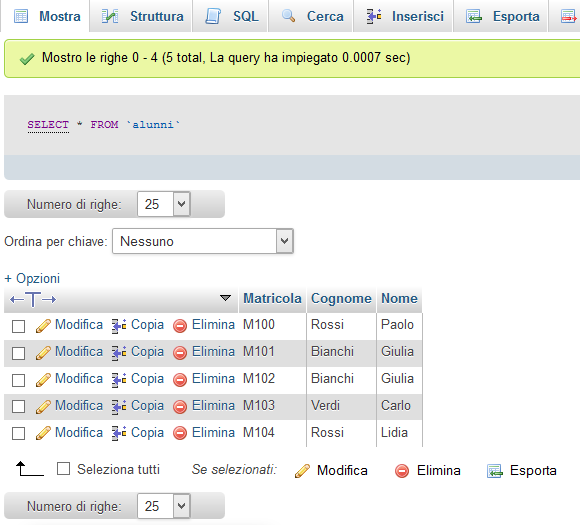 Mostra Struttura SQL Cerca Inserisci Esporta
Mostro le righe 0 - 4 (5 total, La query ha impiegato 0.0007 sec)
SELECT * FROM `alunni`
Numero di righe: 25
Ordina per chiave: Nessuno
+ Opzioni
←T→ Matricola Cognome Nome
Modifica Copia Elimina M100 Rossi Paolo
Modifica Copia Elimina M101 Bianchi Giulia
Modifica Copia Elimina M102 Bianchi Giulia
Modifica Copia Elimina M103 Verdi Carlo
Modifica Copia Elimina M104 Rossi Lidia
Seleziona tutti Se selezionati: Modifica Elimina Esporta
Numero di righe: 25